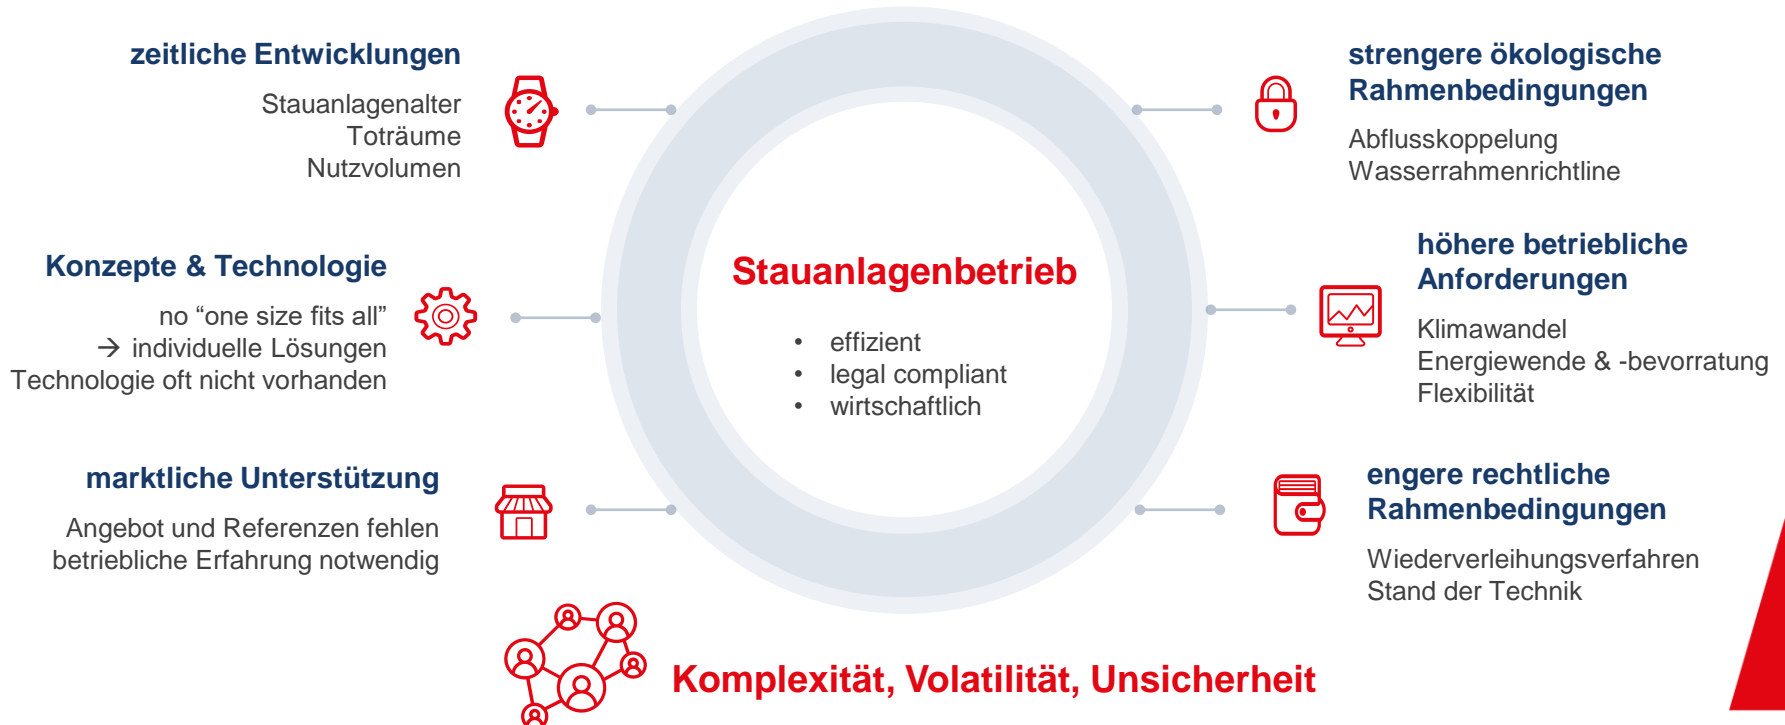 zeitliche Entwicklungen
Stauanlagenalter
Toträume
Nutzvolumen
Konzepte & Technologie
no “one size fits all”
→ individuelle Lösungen
Technologie oft nicht vorhanden
marktliche Unterstützung
Angebot und Referenzen fehlen
betriebliche Erfahrung notwendig
Stauanlagenbetrieb
• effizient
• legal compliant
• wirtschaftlich
strengere ökologische
Rahmenbedingungen
Abflusskoppelung
Wasserrahmenrichtline
höhere betriebliche
Anforderungen
Klimawandel
Energiewende & -bevorratung
Flexibilität
engere rechtliche
Rahmenbedingungen
Wiederverleihungsverfahren
Stand der Technik
Komplexität, Volatilität, Unsicherheit